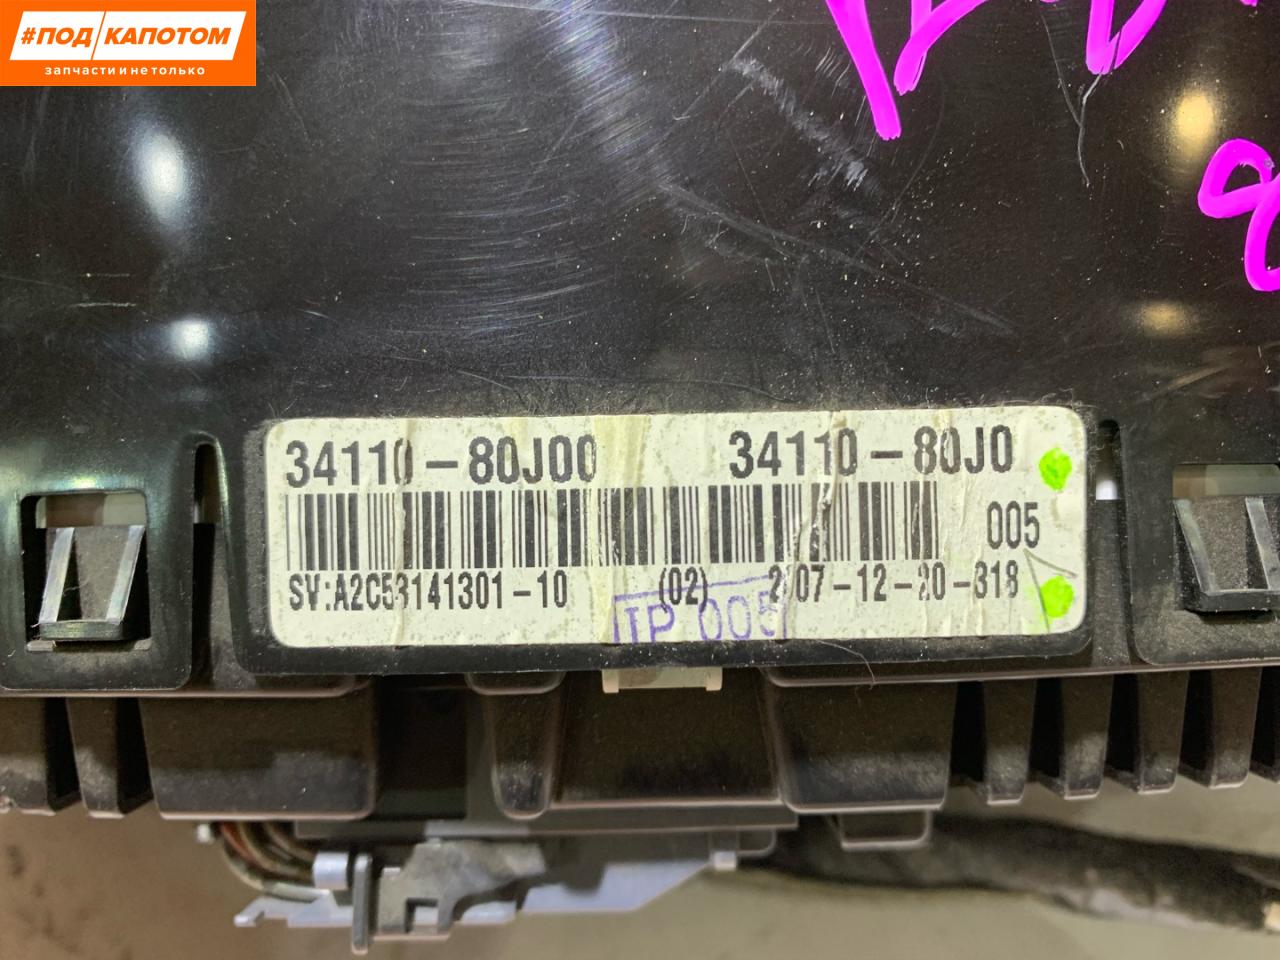 #ПОД КАПОТОМ
запчасти и не только
34110-80J00 34110-80J0
005
SV:A2C53141301-10 (02) 2007-12-20-318
IP 005